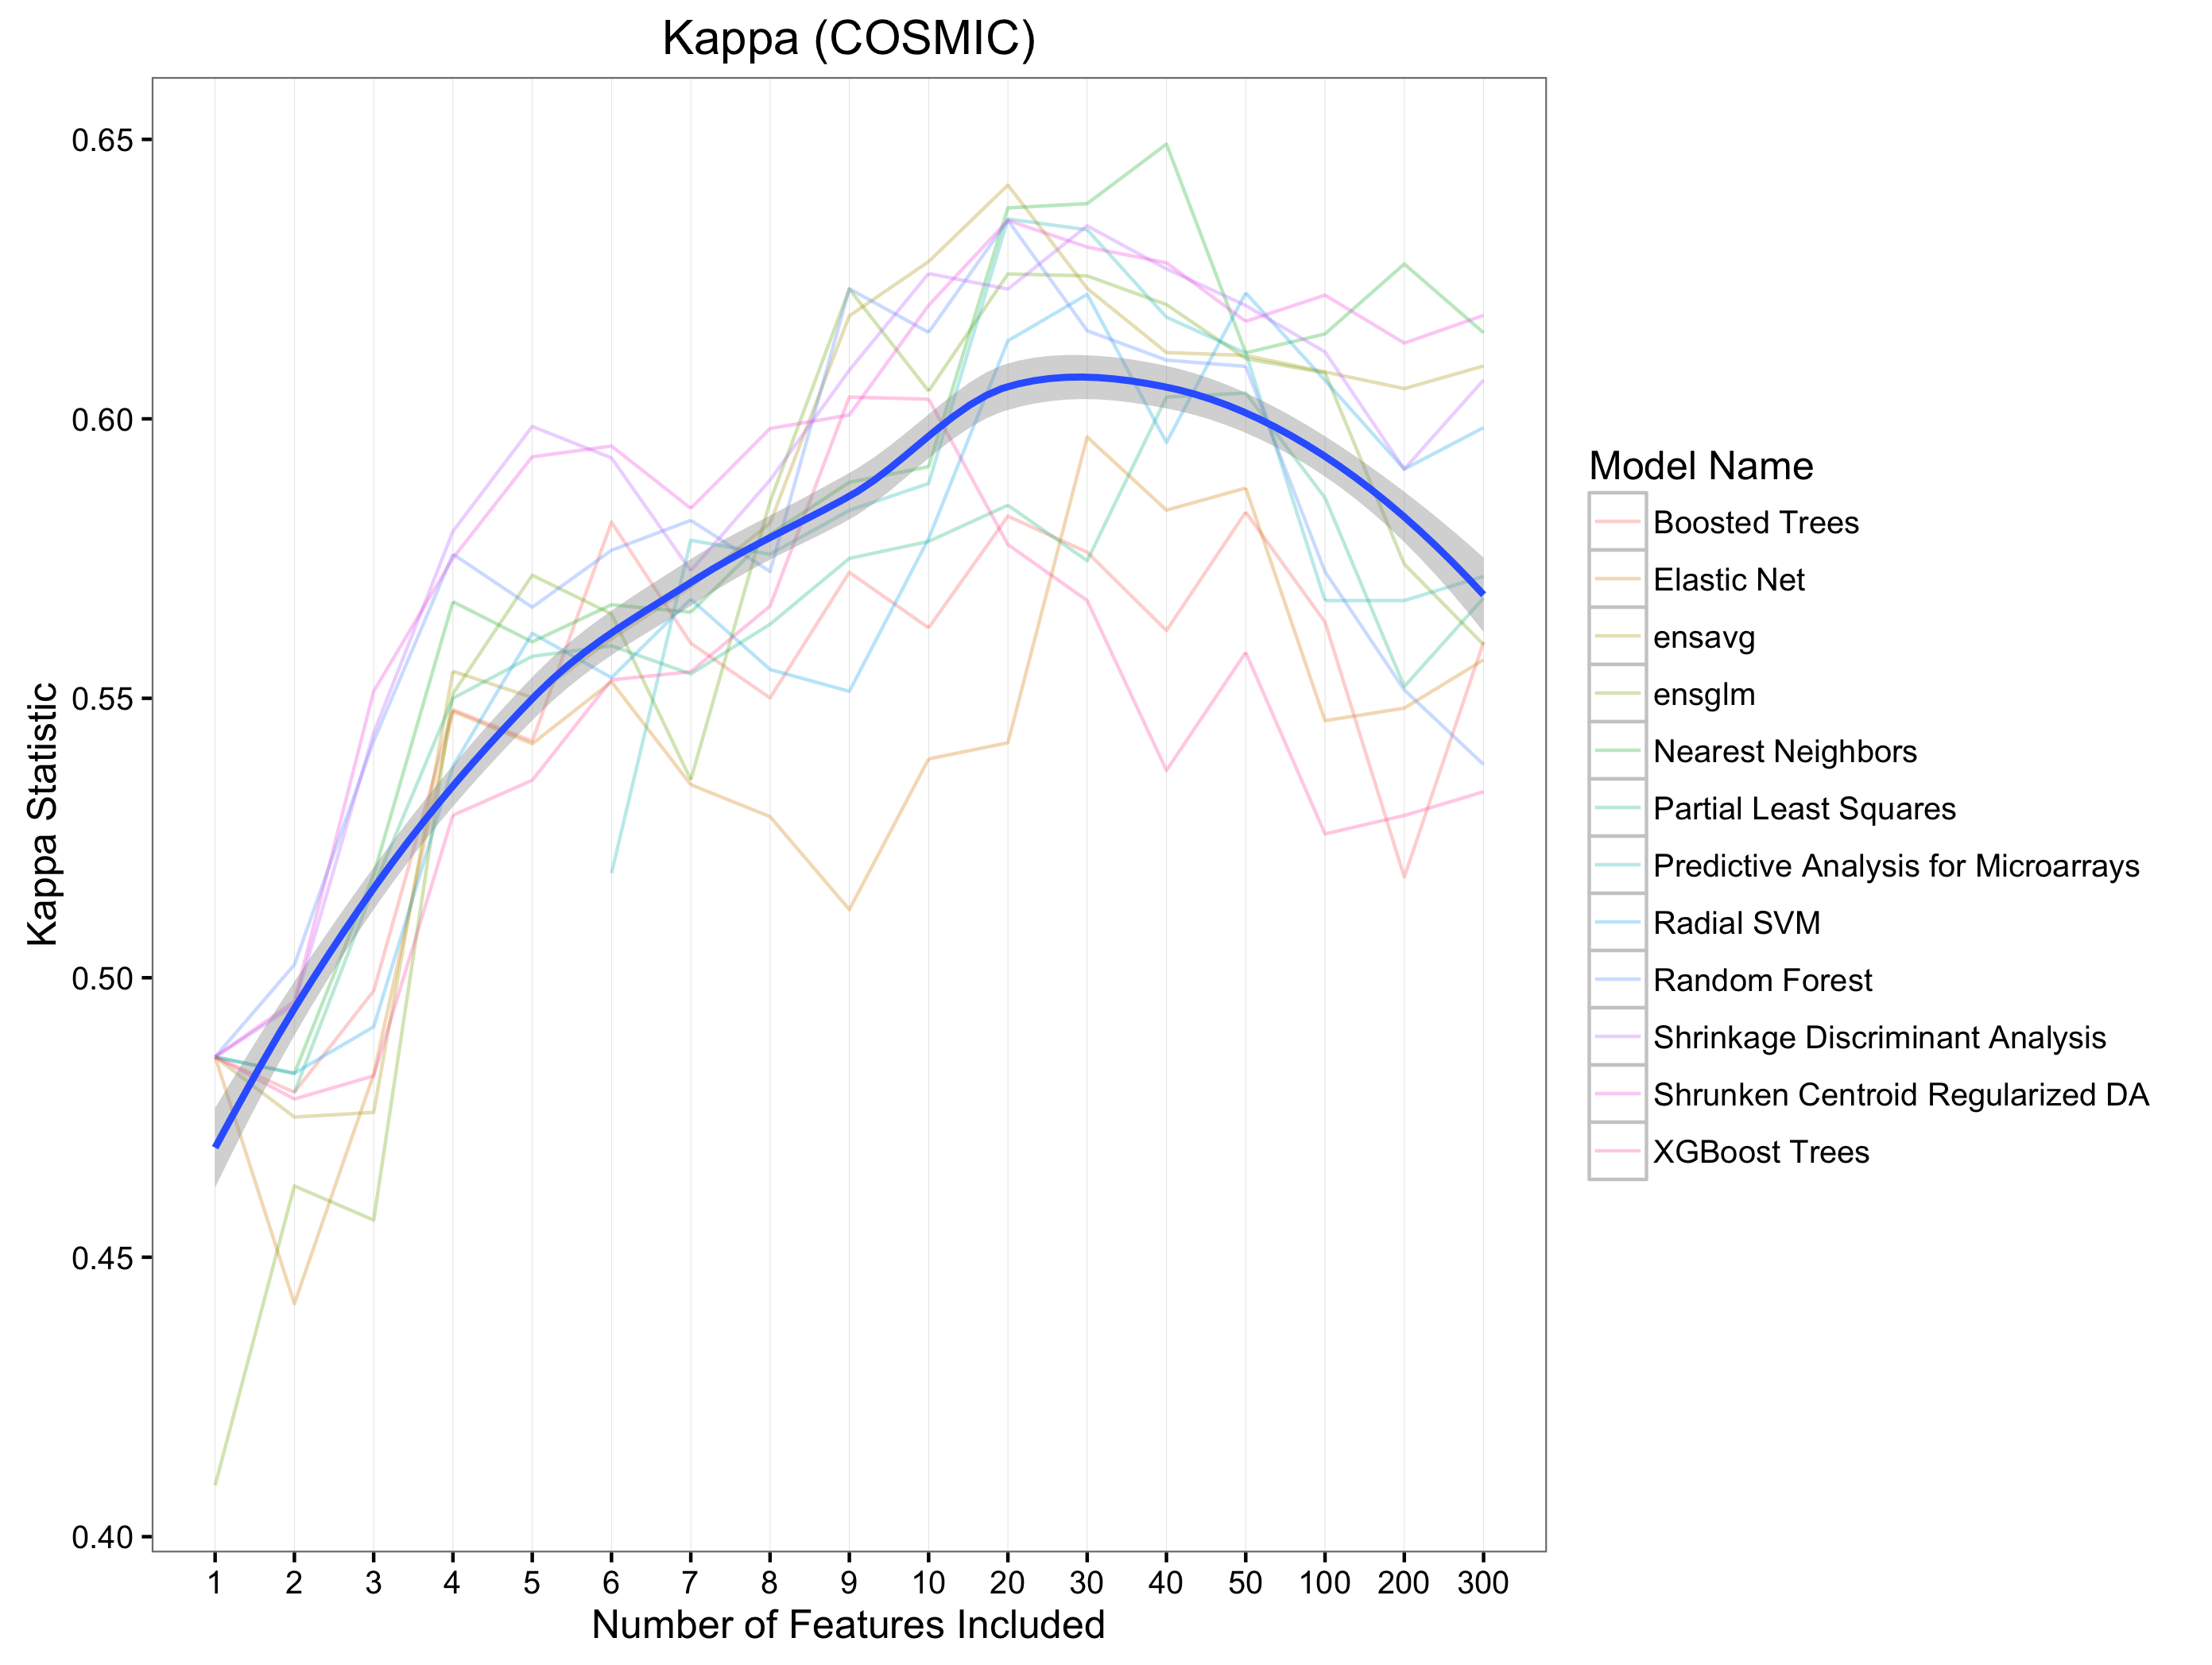 Kappa (COSMIC)
Kappa Statistic
0.65
0.60
0.55
0.50
0.45
0.40
1 2 3 4 5 6 7 8 9 10 20 30 40 50 100 200 300
Number of Features Included
Model Name
Boosted Trees
Elastic Net
ensavg
ensglm
Nearest Neighbors
Partial Least Squares
Predictive Analysis for Microarrays
Radial SVM
Random Forest
Shrinkage Discriminant Analysis
Shrunken Centroid Regularized DA
XGBoost Trees